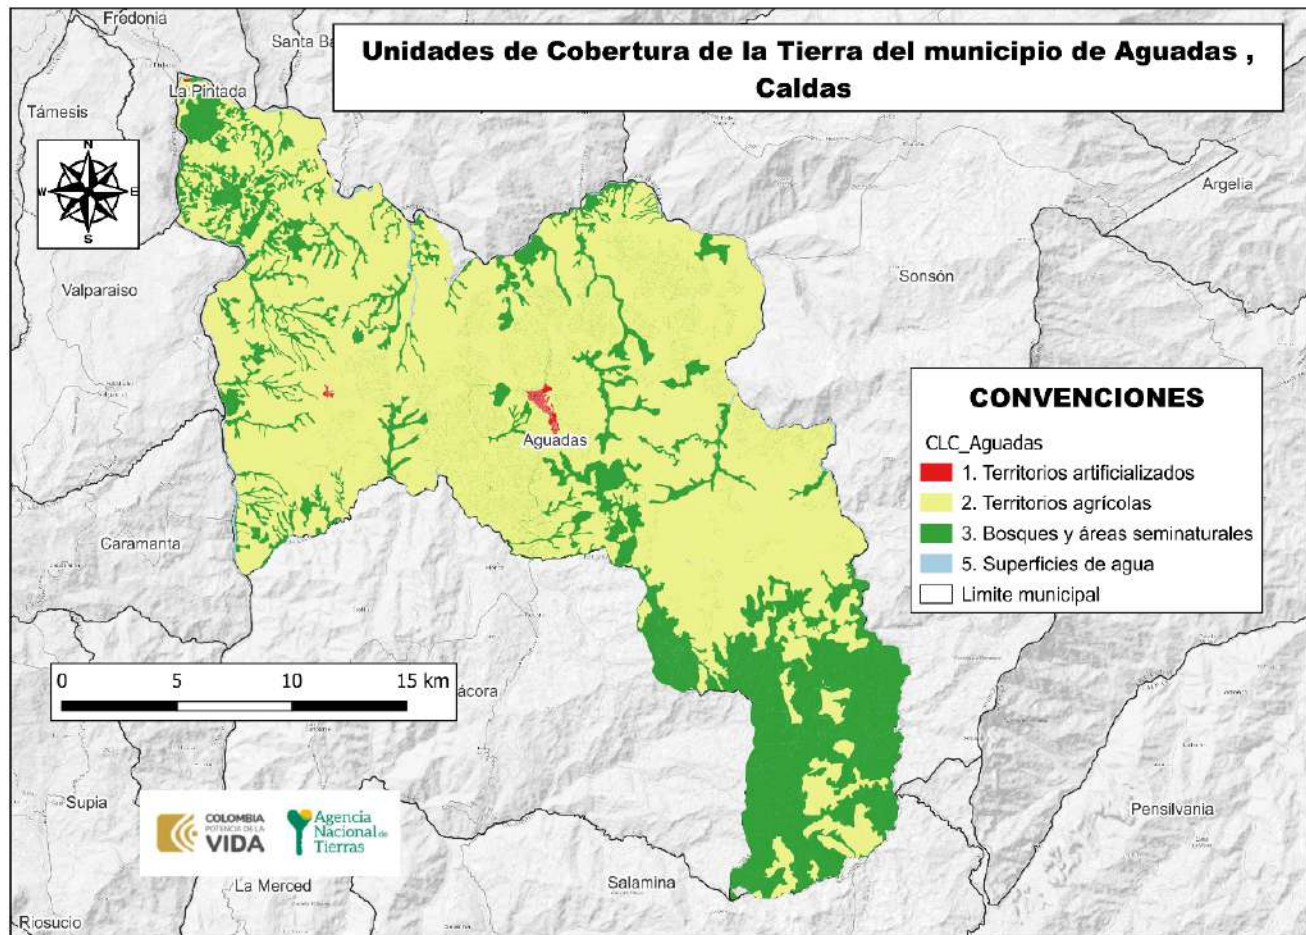 Fredonia
Santa Ba
Unidades de Cobertura de la Tierra del municipio de Aguadas ,
Caldas
La Pintada
Támesis
N
W
E
S
Argelia
Valparaiso
Sonsón
CONVENCIONES
CLC_Aguadas
1. Territorios artificializados
2. Territorios agrícolas
3. Bosques y áreas seminaturales
5. Superficies de agua
Limite municipal
Aguadas
Caramanta
0 5 10 15 km
ácora
Supia
COLOMBIA
POTENCIA DE LA
VIDA
Agencia
Nacional de
Tierras
Pensilvania
La Merced
Salamina
Riosucio